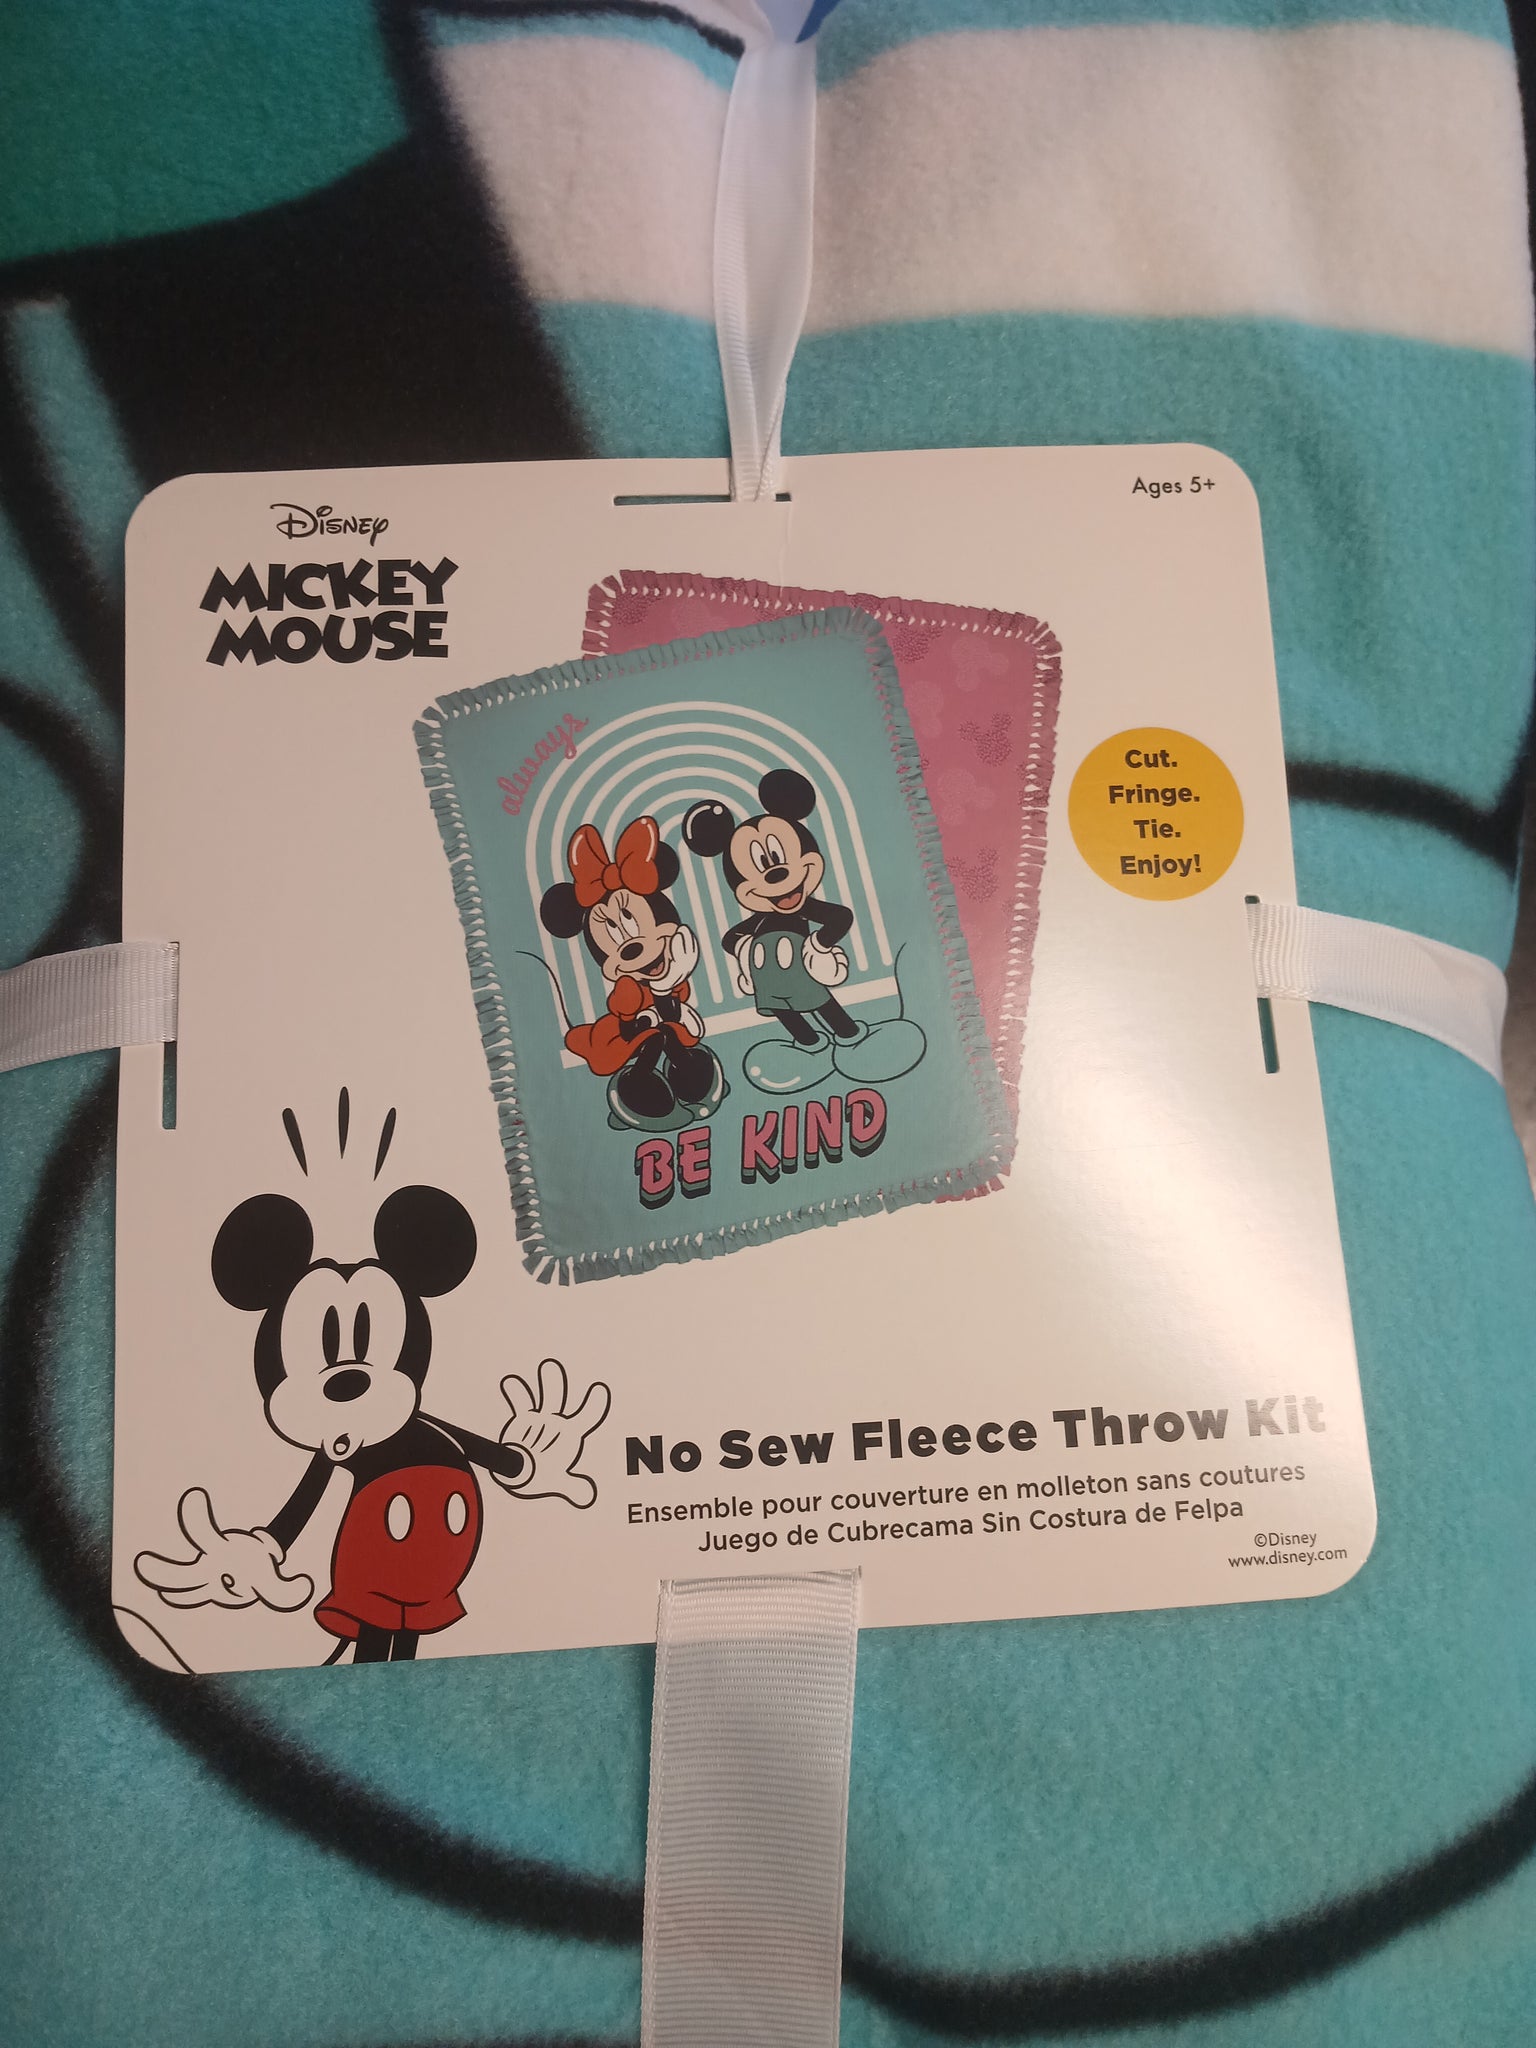 Ages 5+
Disney
MICKEY
MOUSE
always
Cut.
Fringe.
Tie.
Enjoy!
BE KIND
No Sew Fleece Throw Kit
Ensemble pour couverture en molleton sans coutures
Juego de Cubrecama Sin Costura de Felpa
©Disney
www.disney.com